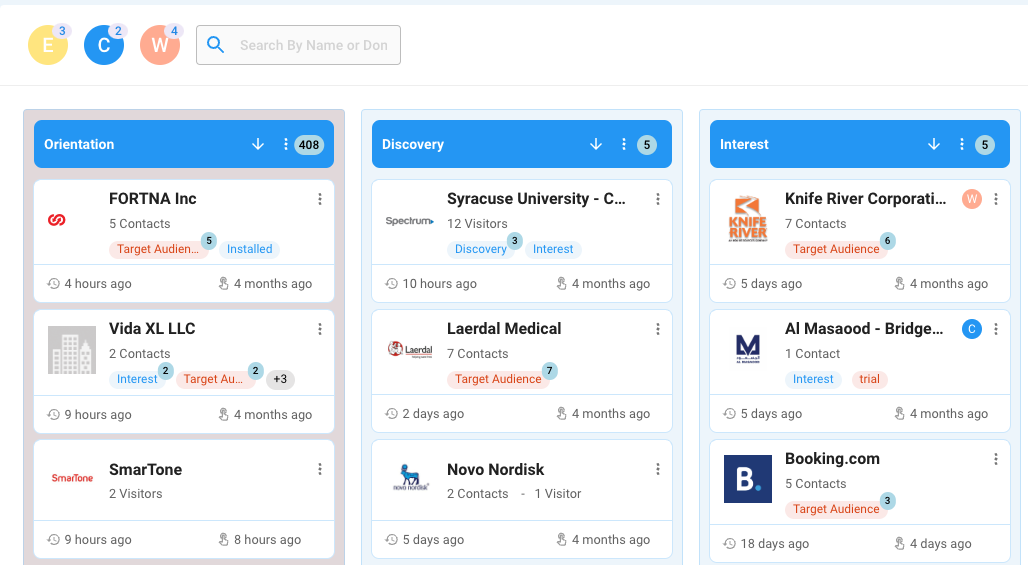 E 3 C 2 W 4 Search By Name or Don
Orientation 408
FORTNA Inc
5 Contacts
Target Audien... 5 Installed
4 hours ago 4 months ago
Vida XL LLC
2 Contacts
Interest 2 Target Au... 2 +3
9 hours ago 4 months ago
SmarTone
SmarTone
2 Visitors
9 hours ago 8 hours ago
Discovery 5
Syracuse University - C...
Spectrum
12 Visitors
Discovery 3 Interest
10 hours ago 4 months ago
Laerdal Medical
Laerdal
7 Contacts
Target Audience 7
2 days ago 4 months ago
Novo Nordisk
novo nordisk
2 Contacts - 1 Visitor
5 days ago 4 months ago
Interest 5
Knife River Corporati... W
KNIFE
RIVER
7 Contacts
Target Audience 6
5 days ago 4 months ago
Al Masaood - Bridge... C
AL MASAOOD
1 Contact
Interest trial
5 days ago 4 months ago
Booking.com
B.
5 Contacts
Target Audience 3
18 days ago 4 days ago